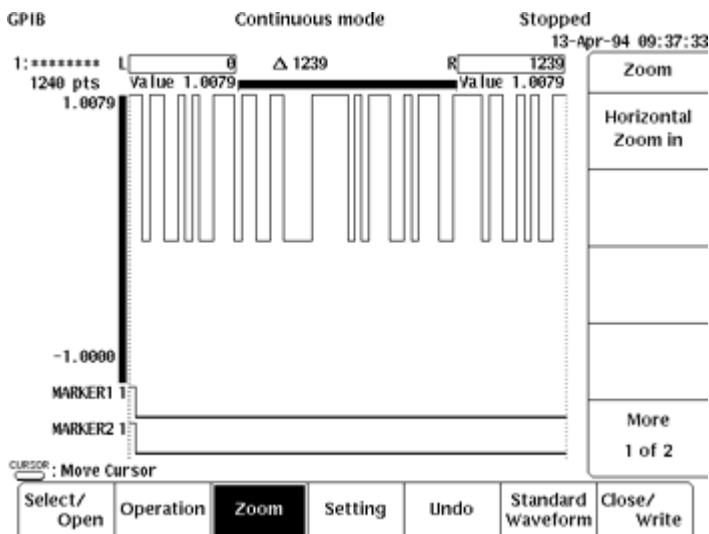 GPIB Continuous mode Stopped
13-Apr-94 09:37:33
1:******** L 0 Δ 1239 R 1239
1240 pts Value 1.0079 Value 1.0079
1.0079
-1.0000
MARKER1 1
MARKER2 1
CURSOR : Move Cursor
Zoom
Horizontal
Zoom in
More
1 of 2
Select/
Open
Operation
Zoom
Setting
Undo
Standard
Waveform
Close/
Write